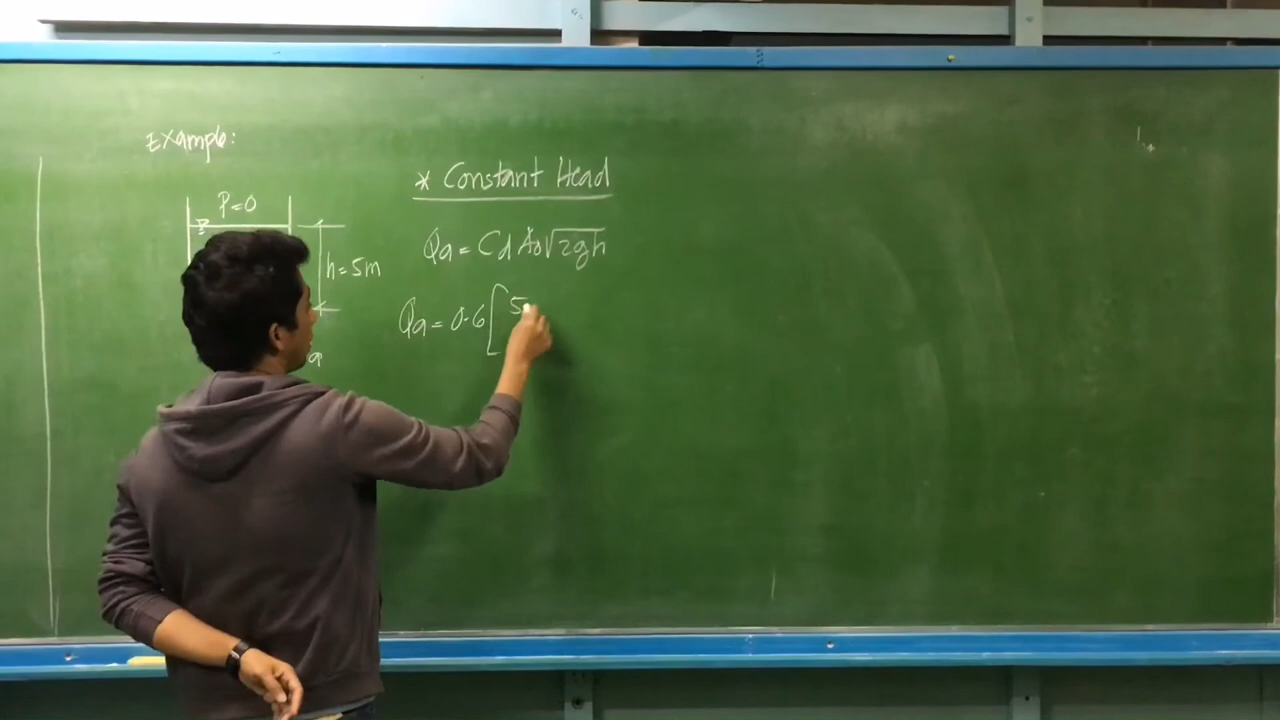 Example:
P=0
h=5m
* Constant Head
Qa = Cd Ao√2gh
Qa = 0.6[ 5